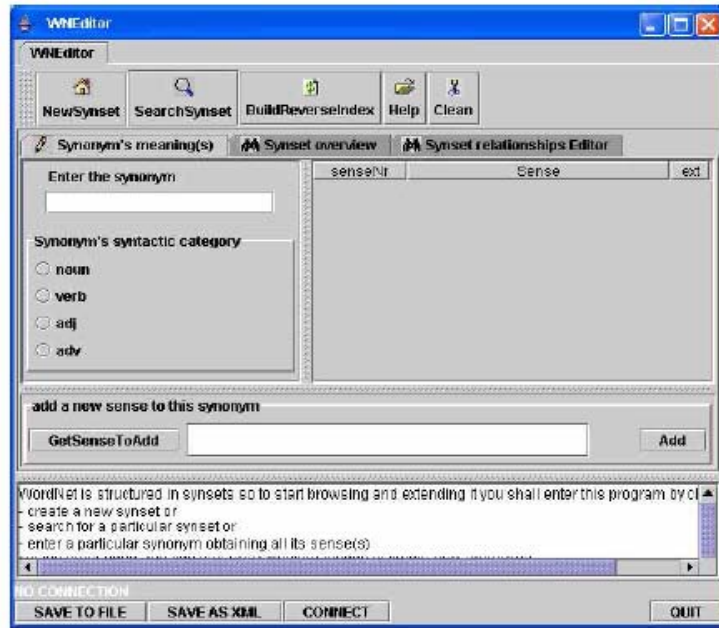 WNEditor
WNEditor
NewSynset SearchSynset BuildReverseIndex Help Clean
Synonym's meaning(s) Synset overview Synset relationships Editor
Enter the synonym
senseNr Sense ext
Synonym's syntactic category
noun
verb
adj
adv
add a new sense to this synonym
GetSenseToAdd Add
WordNet is structured in synsets so to start browsing and extending it you shall enter this program by cl
- create a new synset or
- search for a particular synset or
- enter a particular synonym obtaining all its sense(s)
NO CONNECTION
SAVE TO FILE SAVE AS XML CONNECT QUIT